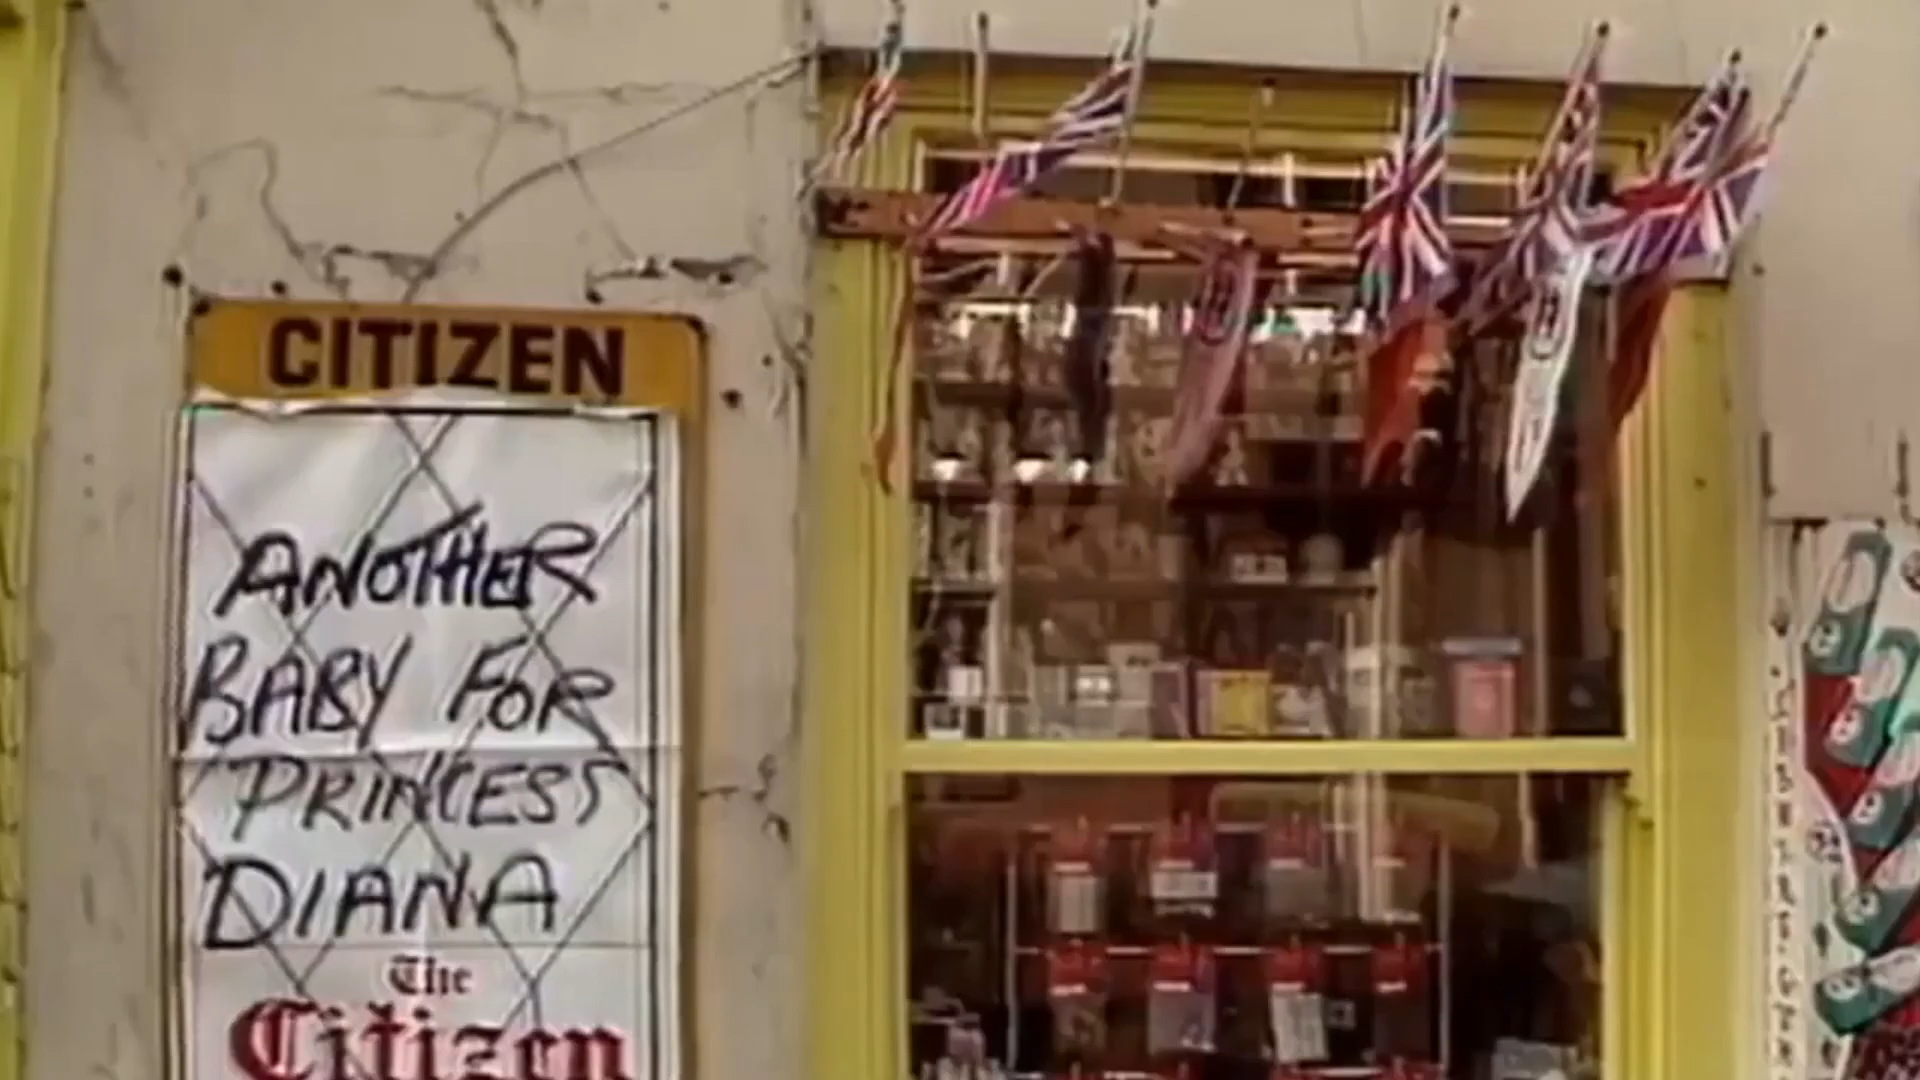 CITIZEN
ANOTHER
BABY FOR
PRINCESS
DIANA
The
Citizen